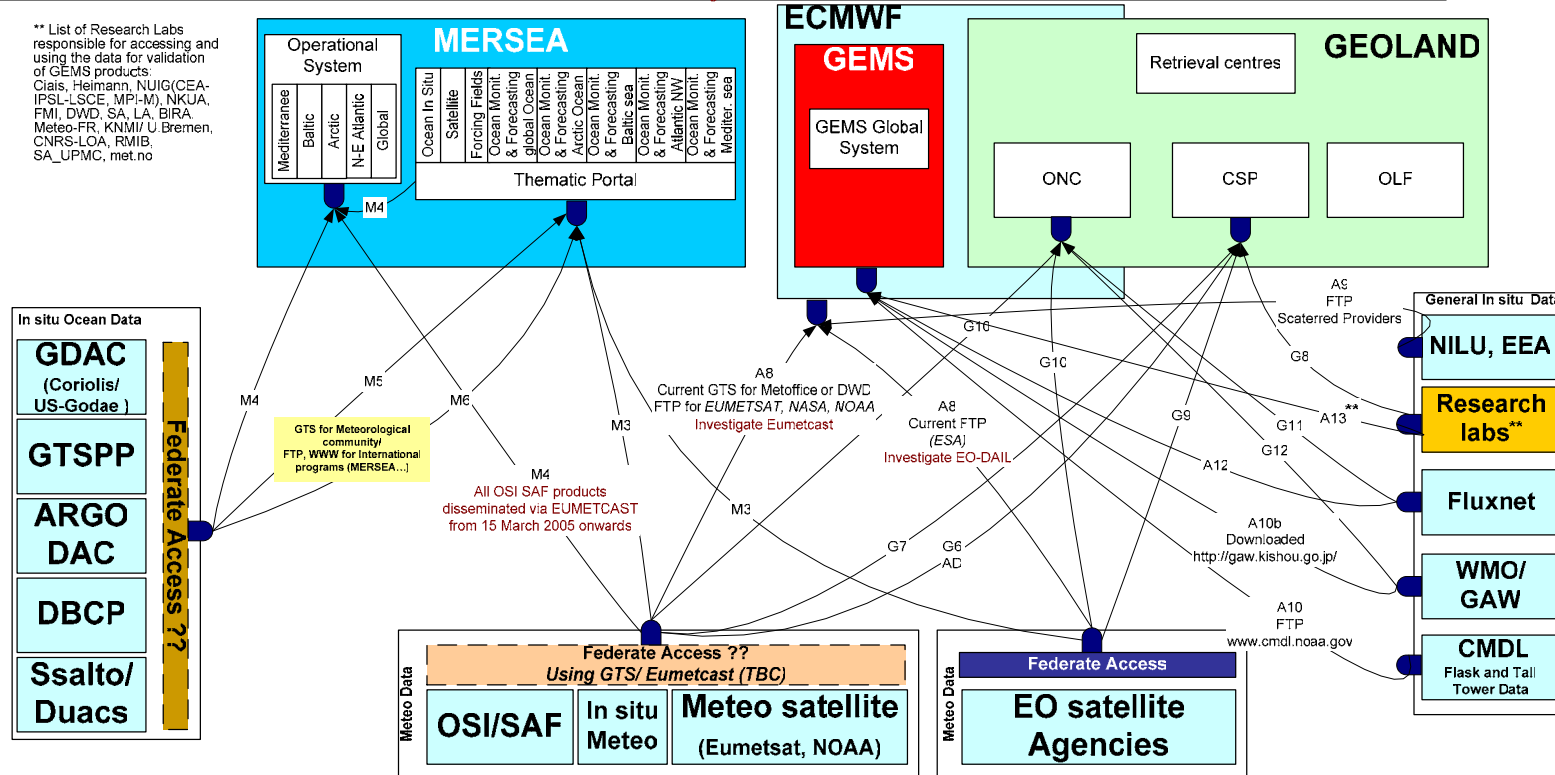 ** List of Research Labs
responsible for accessing and
using the data for validation
of GEMS products:
Ciais, Heimann, NUIG(CEA-
IPSL-LSCE, MPI-M), NKUA,
FMI, DWD, SA, LA, BIRA.
Meteo-FR, KNMI/ U.Bremen,
CNRS-LOA, RMIB,
SA_UPMC, met.no
MERSEA
Operational
System
Mediterranee
Baltic
Arctic
N-E Atlantic
Global
Ocean In Situ
Satellite
Forcing Fields
Ocean Monit.
& Forecasting
global Ocean
Ocean Monit.
& Forecasting
Arctic Ocean
Ocean Monit.
& Forecasting
Baltic sea
Ocean Monit.
& Forecasting
Atlantic NW
Ocean Monit.
& Forecasting
Mediter. sea
Thematic Portal
M4
ECMWF
GEMS
GEMS Global
System
GEOLAND
Retrieval centres
ONC
CSP
OLF
In situ Ocean Data
GDAC
(Coriolis/
US-Godae )
GTSPP
ARGO
DAC
DBCP
Ssalto/
Duacs
Federate Access ??
M4
M5
M6
GTS for Meteorological
community/
FTP, WWW for International
programs (MERSEA...]
M4
All OSI SAF products
disseminated via EUMETCAST
from 15 March 2005 onwards
M3
M3
A8
Current GTS for Metoffice or DWD
FTP for EUMETSAT, NASA, NOAA
Investigate Eumetcast
A8
Current FTP
(ESA)
Investigate EO-DAIL
G10
G10
G7
G6
AD
G9
A9
FTP
Scaterred Providers
G8
A13**
G11
G12
A12
A10b
Downloaded
http://gaw.kishou.go.jp/
A10
FTP
www.cmdl.noaa.gov
General In situ Data
NILU, EEA
Research
labs**
Fluxnet
WMO/
GAW
CMDL
Flask and Tall
Tower Data
Meteo Data
Federate Access ??
Using GTS/ Eumetcast (TBC)
OSI/SAF
In situ
Meteo
Meteo satellite
(Eumetsat, NOAA)
Meteo Data
Federate Access
EO satellite
Agencies